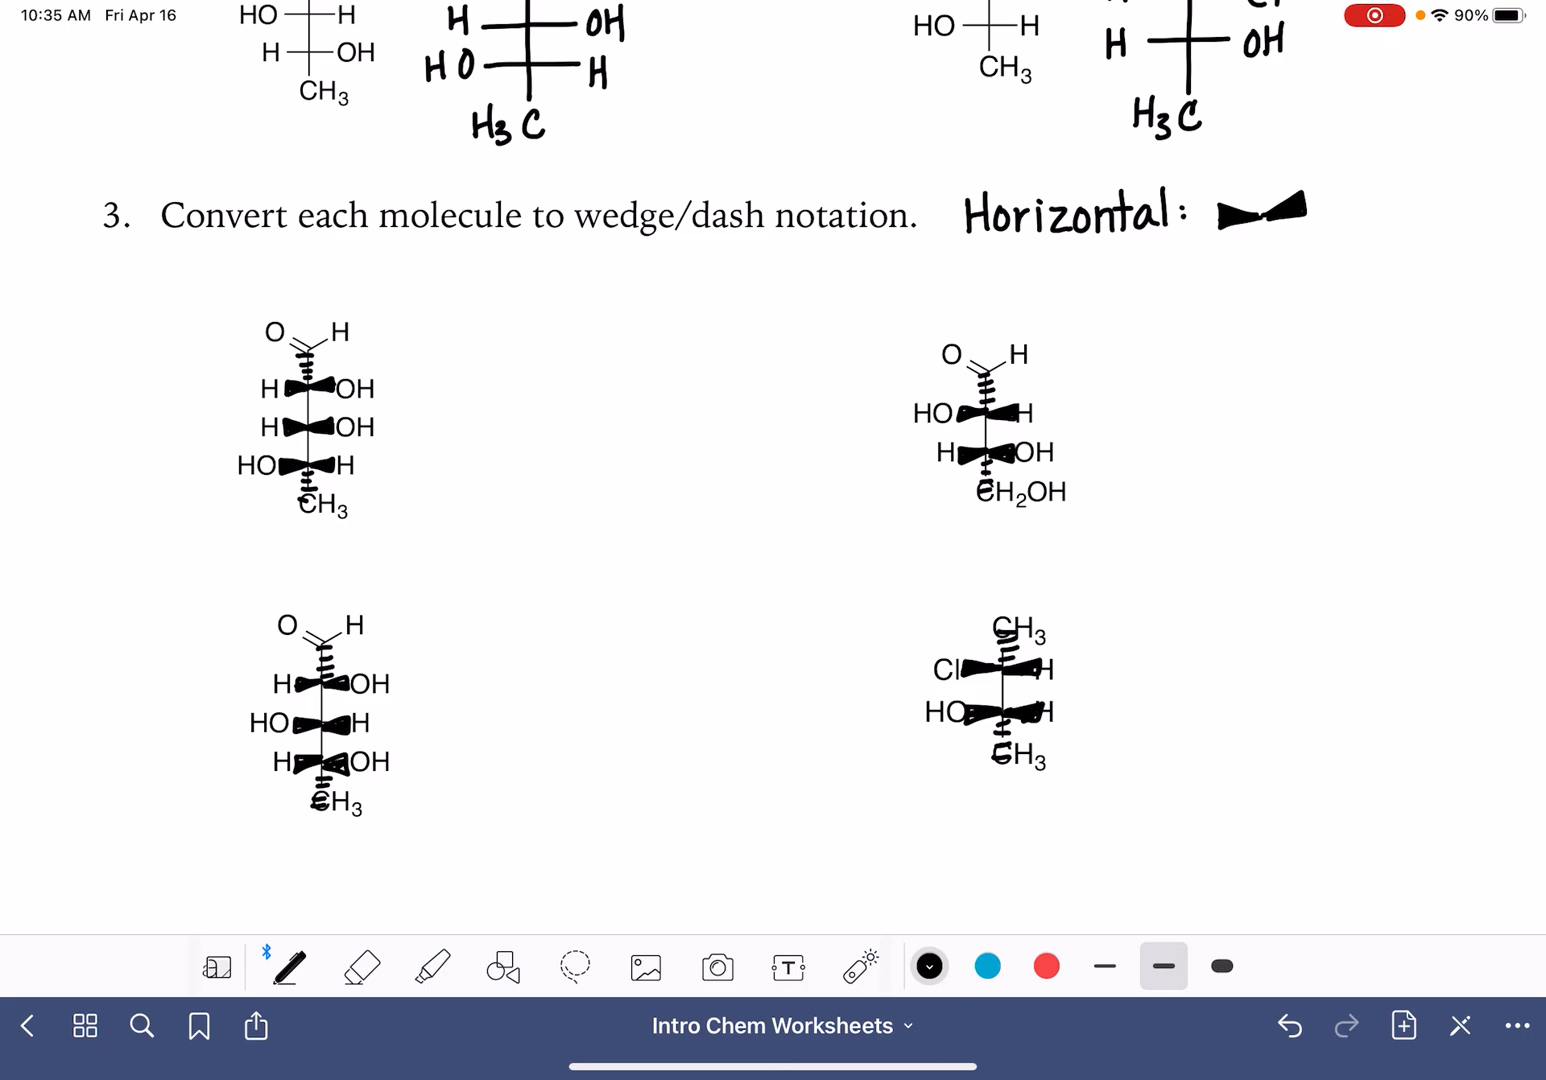 10:35 AM Fri Apr 16
90%
HO H
H OH
CH3
H OH
HO H
H3C
HO H
CH3
H OH
H3C
3. Convert each molecule to wedge/dash notation. Horizontal:
O H
H OH
H OH
HO H
CH3
O H
HO H
H OH
CH2OH
O H
H OH
HO H
H OH
CH3
CH3
Cl H
HO H
CH3
a
T
Intro Chem Worksheets